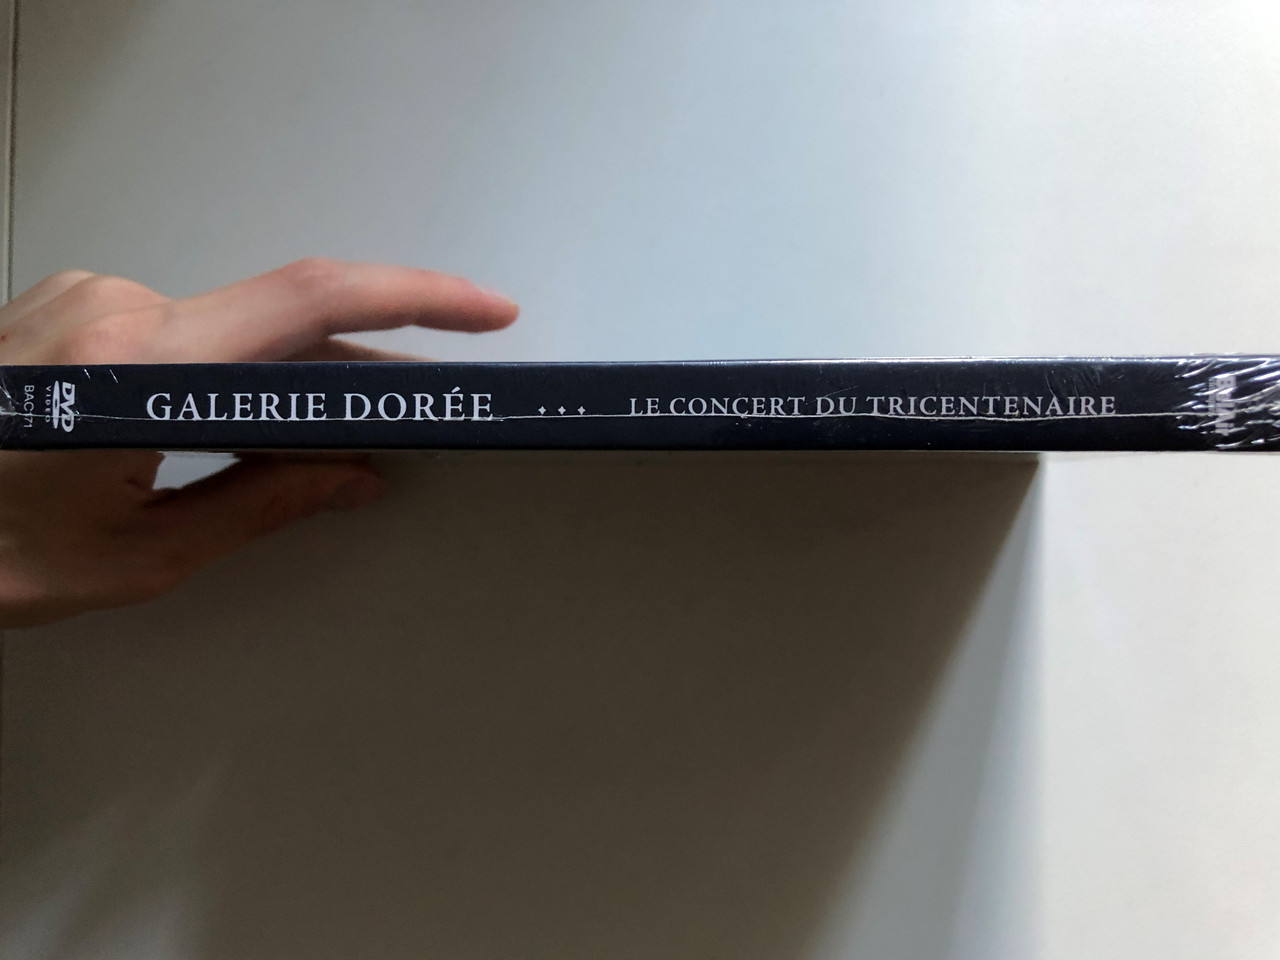 DVD
VIDEO
BAC171
GALERIE DORÉE ♦ ♦ ♦ LE CONCERT DU TRICENTENAIRE